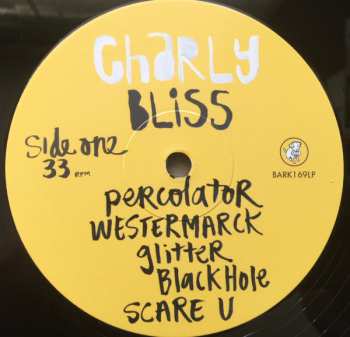 CHARLY
BLISS
Side one
33 RPM
BARK169LP
percolator
WESTERMARCK
glitter
Black Hole
SCARE U